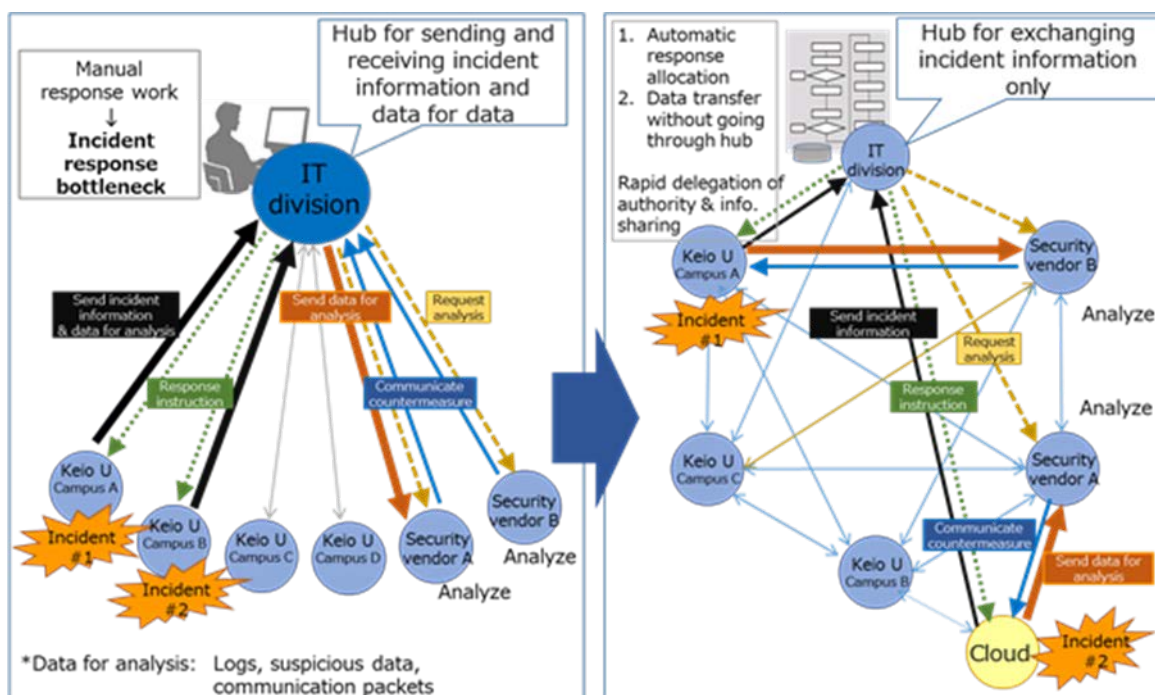 Manual
response work
↓
Incident
response
bottleneck
Hub for sending and
receiving incident
information and
data for data
IT
division
Send incident
information
& data for analysis
Send data for
analysis
Request
analysis
Response
instruction
Communicate
countermeasure
Keio U
Campus A
Incident
#1
Keio U
Campus B
Incident
#2
Keio U
Campus C
Keio U
Campus D
Security
vendor A
Analyze
Security
vendor B
Analyze
*Data for analysis: Logs, suspicious data,
communication packets
1. Automatic
response
allocation
2. Data transfer
without going
through hub
Rapid delegation of
authority & info.
sharing
Hub for exchanging
incident information
only
IT
division
Keio U
Campus A
Incident
#1
Security
vendor B
Analyze
Send incident
information
Request
analysis
Response
instruction
Analyze
Keio U
Campus C
Security
vendor A
Communicate
countermeasure
Send data for
analysis
Keio U
Campus B
Cloud
Incident
#2